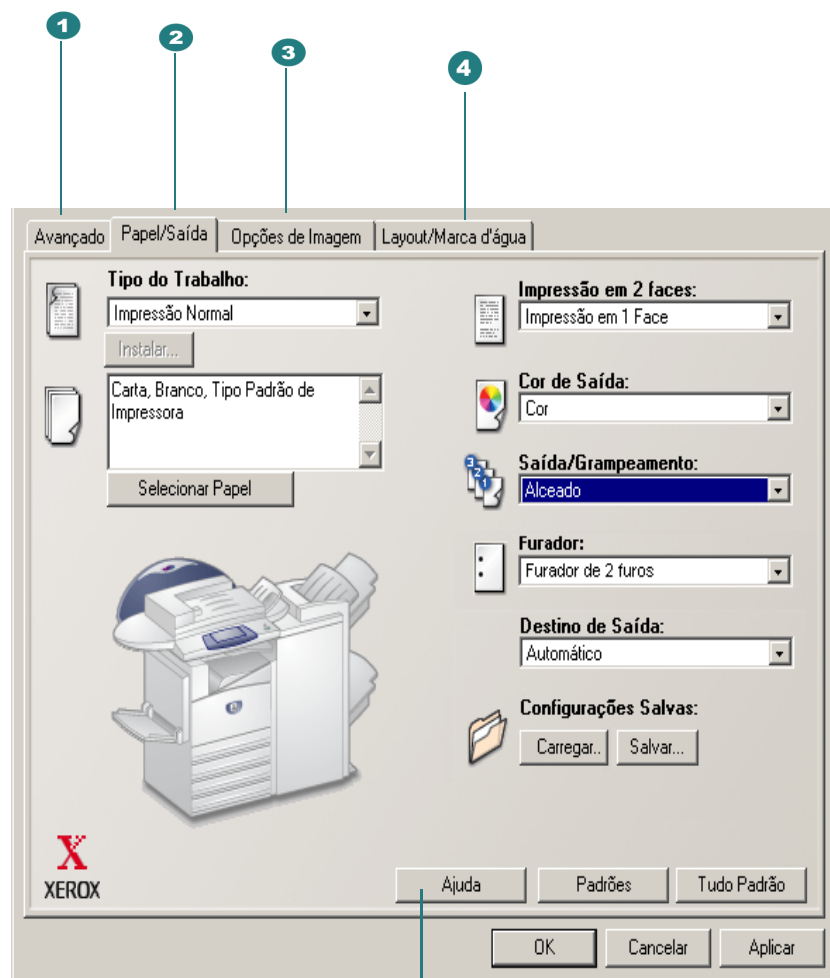 1
2
3
4
Avançado
Papel/Saída
Opções de Imagem
Layout/Marca d'água
Tipo do Trabalho:
Impressão Normal
Instalar...
Carta, Branco, Tipo Padrão de
Impressora
Selecionar Papel
Impressão em 2 faces:
Impressão em 1 Face
Cor de Saída:
Cor
3
2
1
Saída/Grampeamento:
Alceado
Furador:
Furador de 2 furos
Destino de Saída:
Automático
Configurações Salvas:
Carregar..
Salvar...
X
XEROX
Ajuda
Padrões
Tudo Padrão
OK
Cancelar
Aplicar